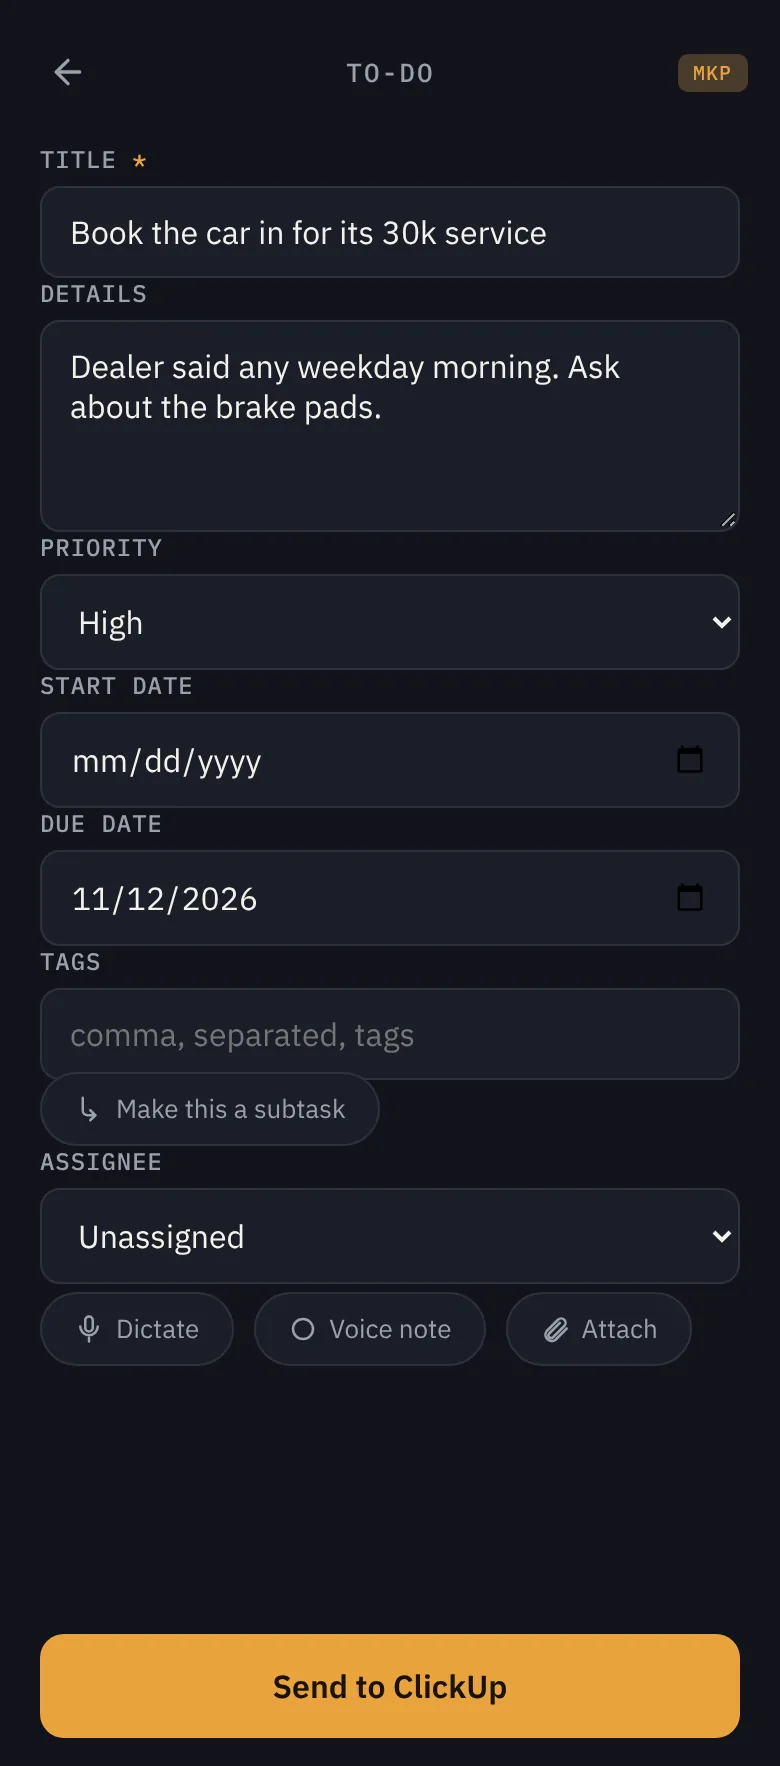 TO-DO
MKP
TITLE *
Book the car in for its 30k service
DETAILS
Dealer said any weekday morning. Ask
about the brake pads.
PRIORITY
High
START DATE
mm/dd/yyyy
DUE DATE
11/12/2026
TAGS
comma, separated, tags
Make this a subtask
ASSIGNEE
Unassigned
Dictate
Voice note
Attach
Send to ClickUp